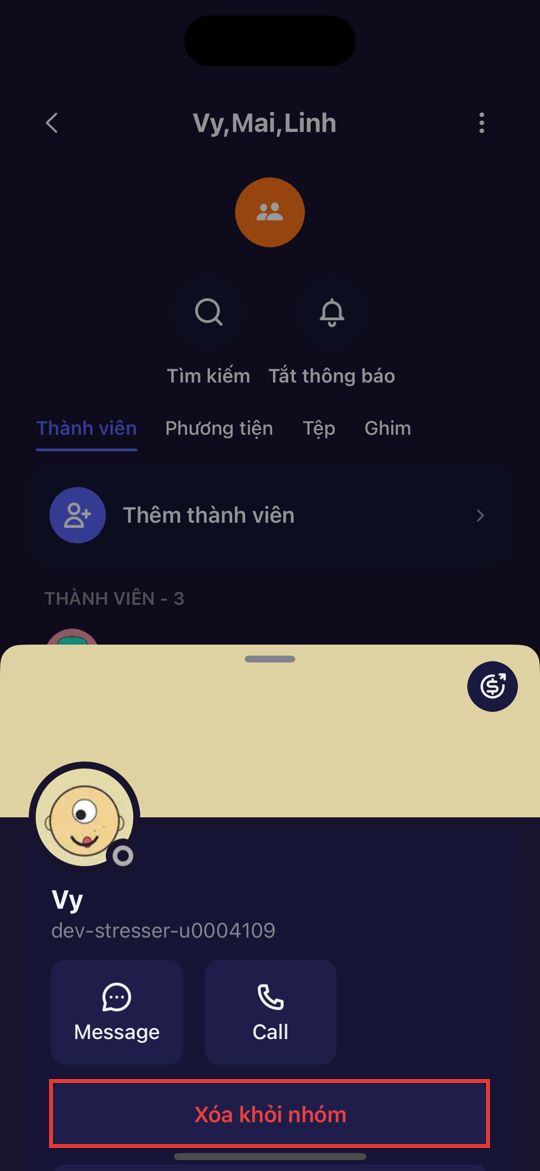 Vy,Mai,Linh
Tìm kiếm Tắt thông báo
Thành viên Phương tiện Tệp Ghim
Thêm thành viên
THÀNH VIÊN - 3
Vy
dev-stresser-u0004109
Message Call
Xóa khỏi nhóm